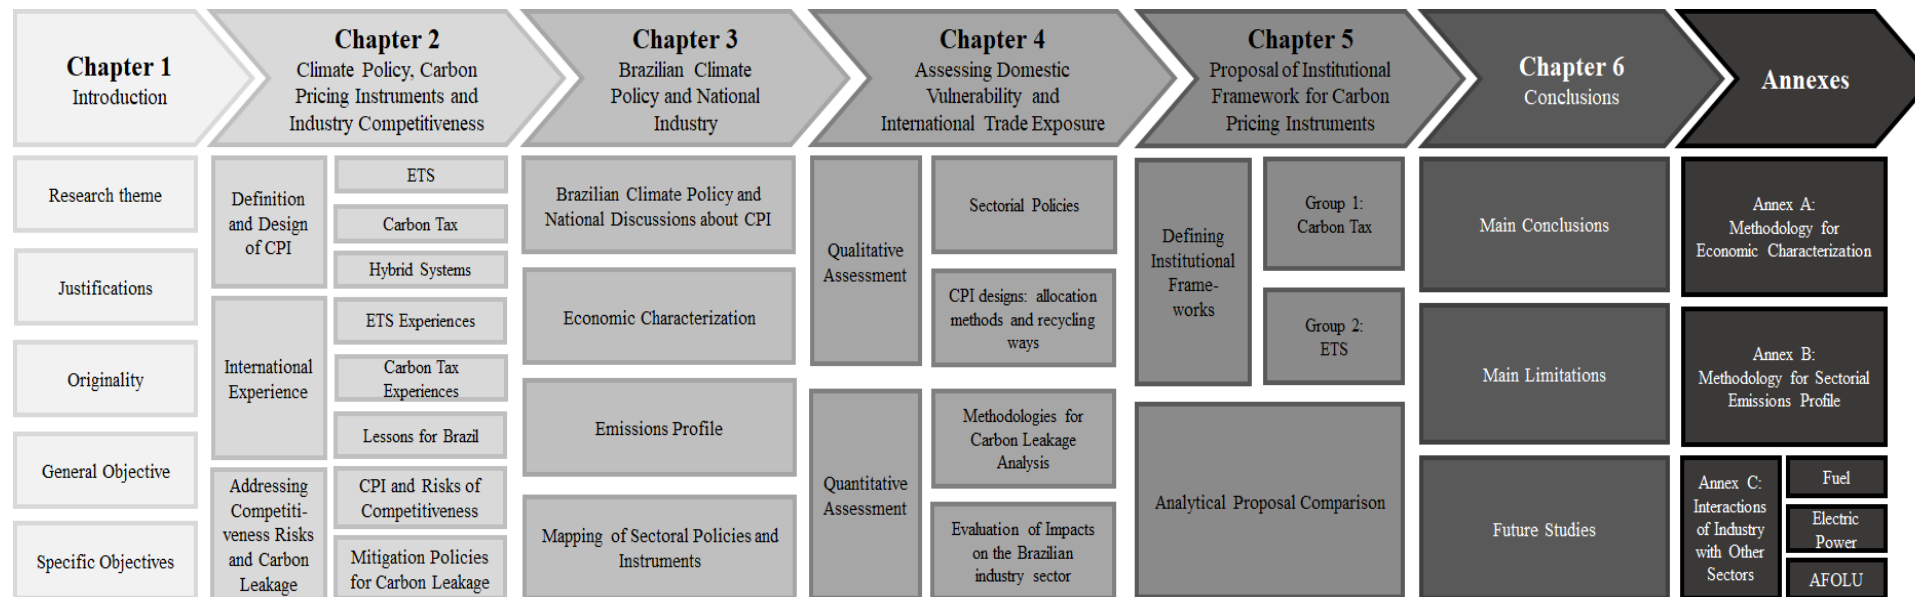 Chapter 1
Introduction
Chapter 2
Climate Policy, Carbon
Pricing Instruments and
Industry Competitiveness
Chapter 3
Brazilian Climate
Policy and National
Industry
Chapter 4
Assessing Domestic
Vulnerability and
International Trade Exposure
Chapter 5
Proposal of Institutional
Framework for Carbon
Pricing Instruments
Chapter 6
Conclusions
Annexes
Research theme
Justifications
Originality
General Objective
Specific Objectives
Definition
and Design
of CPI
ETS
Carbon Tax
Hybrid Systems
International
Experience
ETS Experiences
Carbon Tax
Experiences
Lessons for Brazil
Addressing
Competiti-
veness Risks
and Carbon
Leakage
CPI and Risks of
Competitiveness
Mitigation Policies
for Carbon Leakage
Brazilian Climate Policy and
National Discussions about CPI
Economic Characterization
Emissions Profile
Mapping of Sectoral Policies and
Instruments
Qualitative
Assessment
Sectorial Policies
CPI designs: allocation
methods and recycling
ways
Quantitative
Assessment
Methodologies for
Carbon Leakage
Analysis
Evaluation of Impacts
on the Brazilian
industry sector
Defining
Institutional
Frame-
works
Group 1:
Carbon Tax
Group 2:
ETS
Analytical Proposal Comparison
Main Conclusions
Main Limitations
Future Studies
Annex A:
Methodology for
Economic Characterization
Annex B:
Methodology for Sectorial
Emissions Profile
Annex C:
Interactions
of Industry
with Other
Sectors
Fuel
Electric
Power
AFOLU